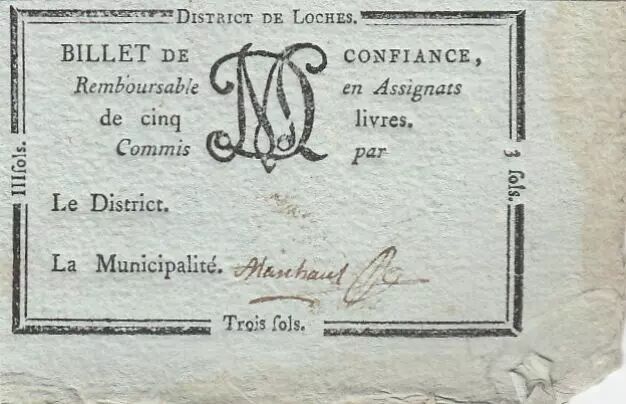 DISTRICT DE LOCHES.
BILLET DE CONFIANCE,
Remboursable en Assignats
de cinq livres.
Commis par
IIIſols.
3 ſols.
Le District.
La Municipalité.
Trois ſols.